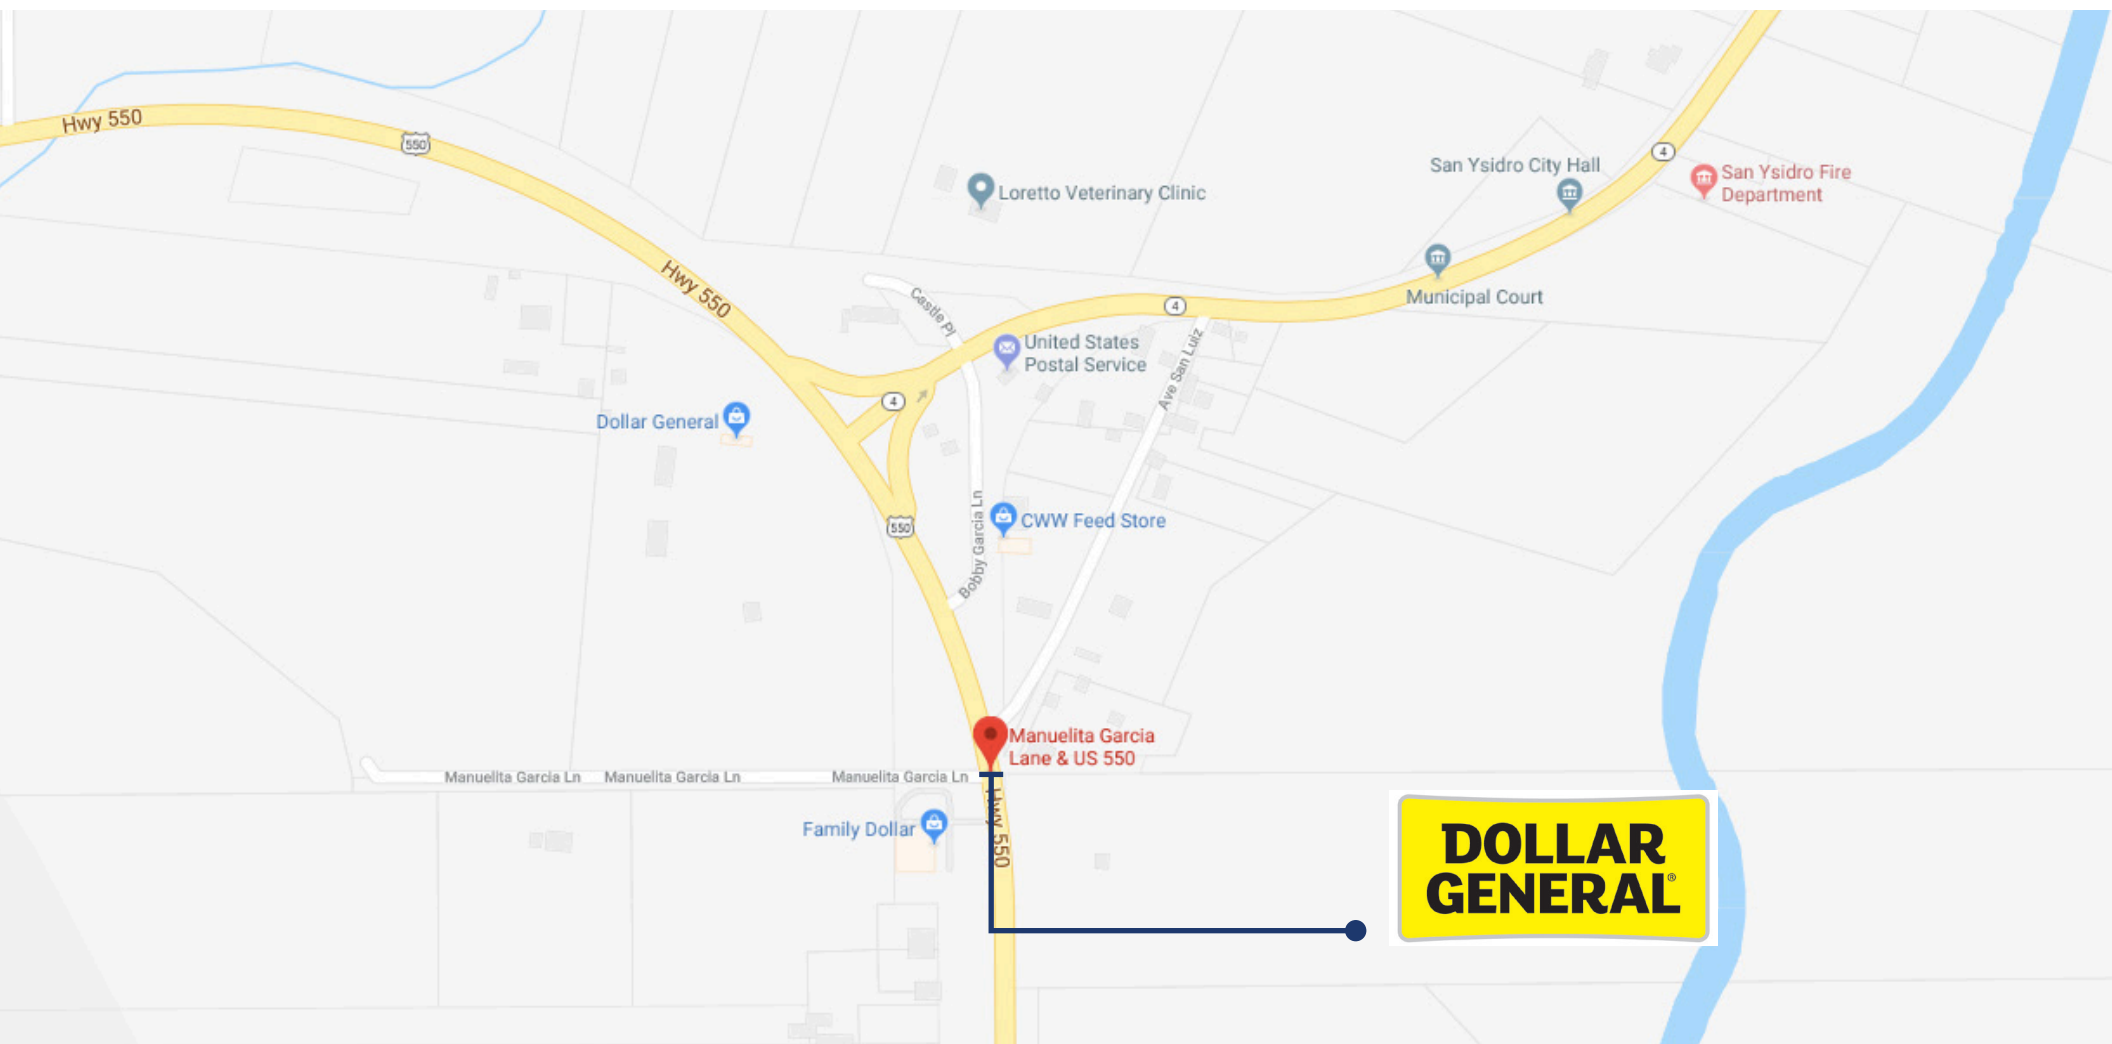 Hwy 550
550
Hwy 550
Loretto Veterinary Clinic
San Ysidro City Hall
4
San Ysidro Fire
Department
Municipal Court
Castle Pl
4
United States
Postal Service
Ave San Luiz
4
Dollar General
550
Bobby Garcia Ln
CWW Feed Store
Manuelita Garcia
Lane & US 550
Manuelita Garcia Ln
Manuelita Garcia Ln
Manuelita Garcia Ln
Family Dollar
Hwy 550
DOLLAR
GENERAL®